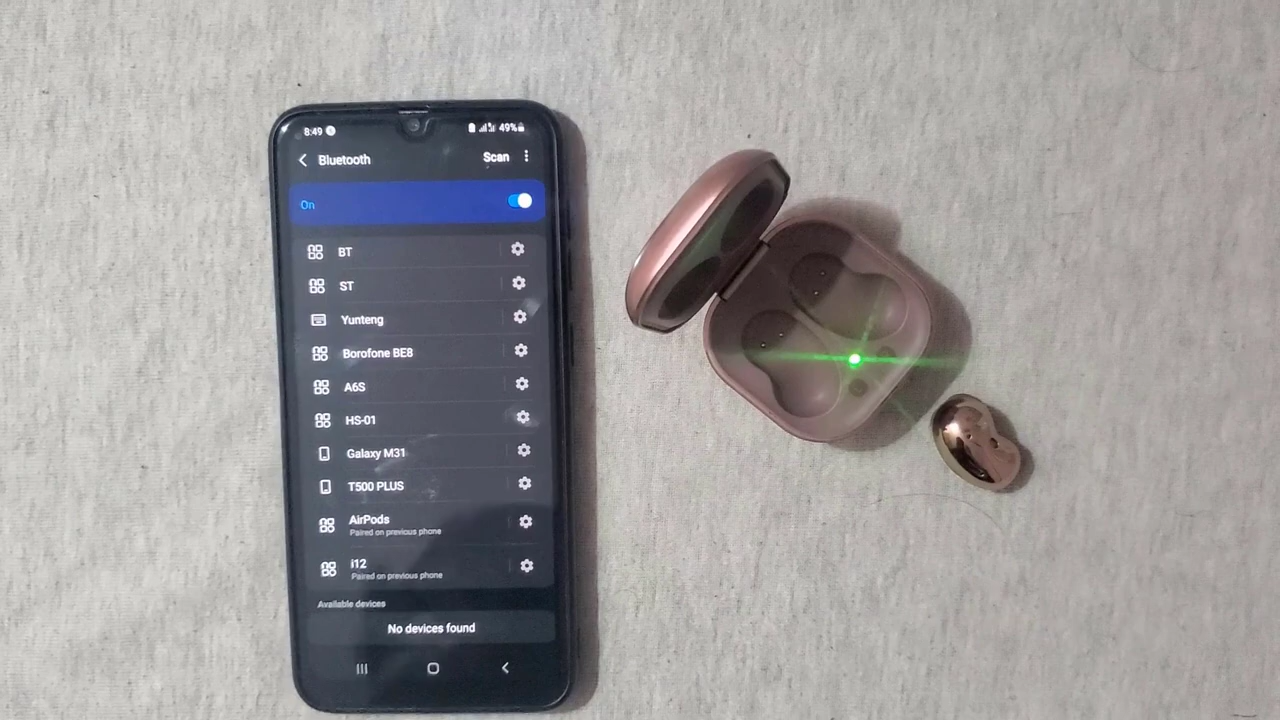 8:49 49%
Bluetooth Scan
On
BT
ST
Yunteng
Borofone BE8
A6S
HS-01
Galaxy M31
T500 PLUS
AirPods
Paired on previous phone
i12
Paired on previous phone
Available devices
No devices found